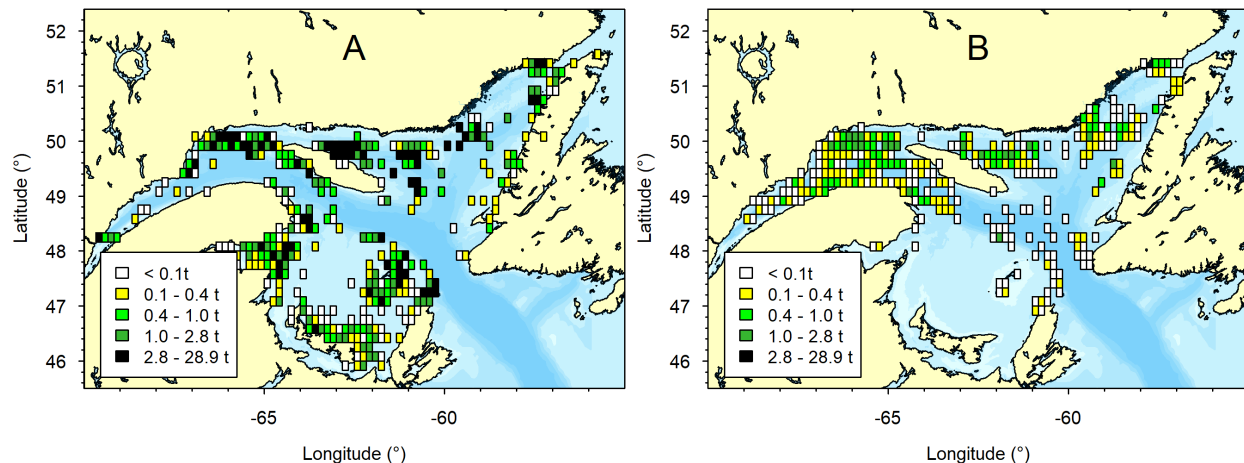 A
52
51
50
49
48
47
46
Latitude (°)
< 0.1t
0.1 - 0.4 t
0.4 - 1.0 t
1.0 - 2.8 t
2.8 - 28.9 t
-65
-60
Longitude (°)
B
52
51
50
49
48
47
46
Latitude (°)
< 0.1t
0.1 - 0.4 t
0.4 - 1.0 t
1.0 - 2.8 t
2.8 - 28.9 t
-65
-60
Longitude (°)